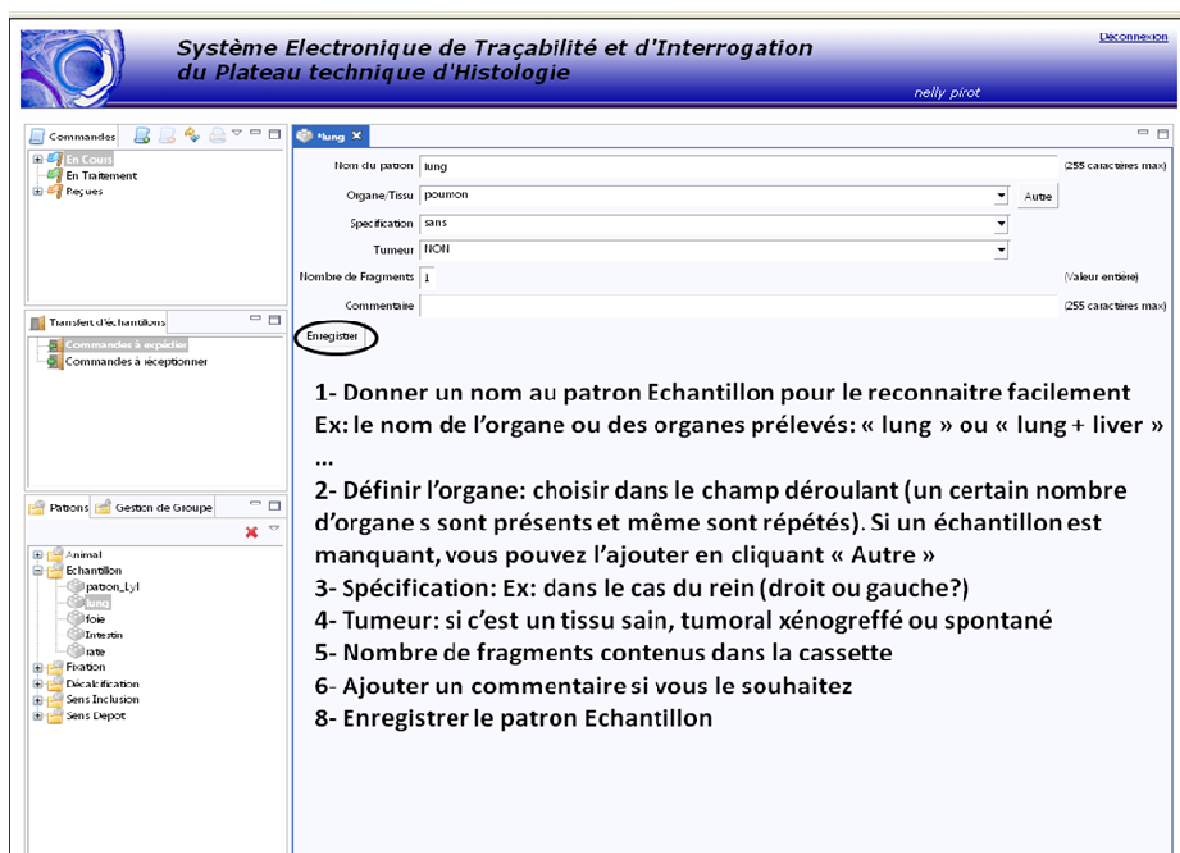 Système Electronique de Traçabilité et d'Interrogation
du Plateau technique d'Histologie
Déconnexion
nelly pirot
Commandes
En Cours
En Traitement
Reçues
Transfert d'échantillons
Commandes à expédier
Commandes à réceptionner
Patrons Gestion de Groupe
Animal
Echantillon
patron_Lyl
lung
foie
Intestin
rate
Fixation
Décalcification
Sens Inclusion
Sens Depot
*lung
Nom du patron lung (255 caractères max)
Organe/Tissu poumon Autre
Specification sans
Tumeur NON
Nombre de Fragments 1 (Valeur entière)
Commentaire (255 caractères max)
Enregistrer
1- Donner un nom au patron Echantillon pour le reconnaitre facilement
Ex: le nom de l'organe ou des organes prélevés: « lung » ou « lung + liver »
...
2- Définir l'organe: choisir dans le champ déroulant (un certain nombre
d'organe s sont présents et même sont répétés). Si un échantillon est
manquant, vous pouvez l'ajouter en cliquant « Autre »
3- Spécification: Ex: dans le cas du rein (droit ou gauche?)
4- Tumeur: si c'est un tissu sain, tumoral xénogreffé ou spontané
5- Nombre de fragments contenus dans la cassette
6- Ajouter un commentaire si vous le souhaitez
8- Enregistrer le patron Echantillon